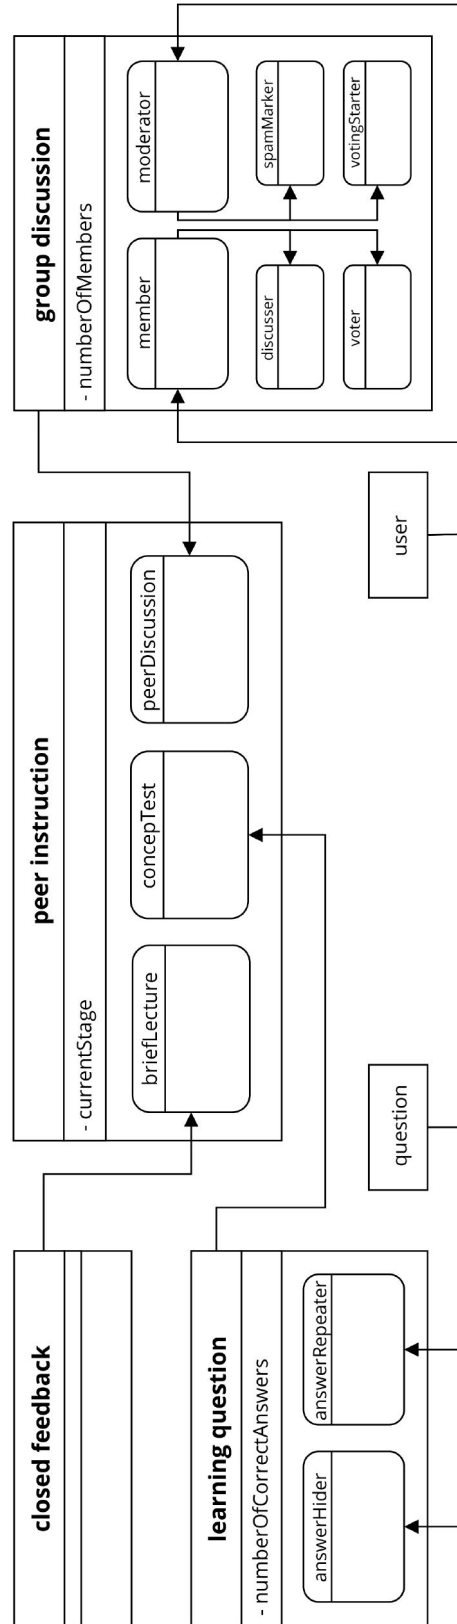 closed feedback
learning question
- numberOfCorrectAnswers
answerHider
answerRepeater
peer instruction
- currentStage
briefLecture
concepTest
peerDiscussion
question
user
group discussion
- numberOfMembers
member
moderator
discusser
spamMarker
voter
votingStarter